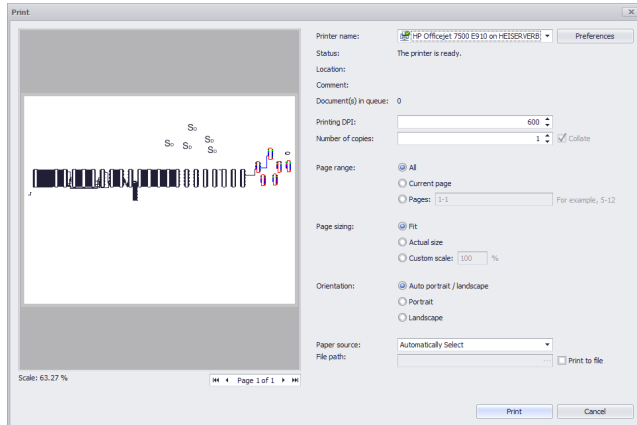 Print
Printer name: HP Officejet 7500 E910 on HEISERVERB Preferences
Status: The printer is ready.
Location:
Comment:
Document(s) in queue: 0
Printing DPI: 600
Number of copies: 1 Collate
Page range: All
Current page
Pages: 1-1 For example, 5-12
Page sizing: Fit
Actual size
Custom scale: 100 %
Orientation: Auto portrait / landscape
Portrait
Landscape
Paper source: Automatically Select
File path: Print to file
Scale: 63.27 % Page 1 of 1
Print Cancel